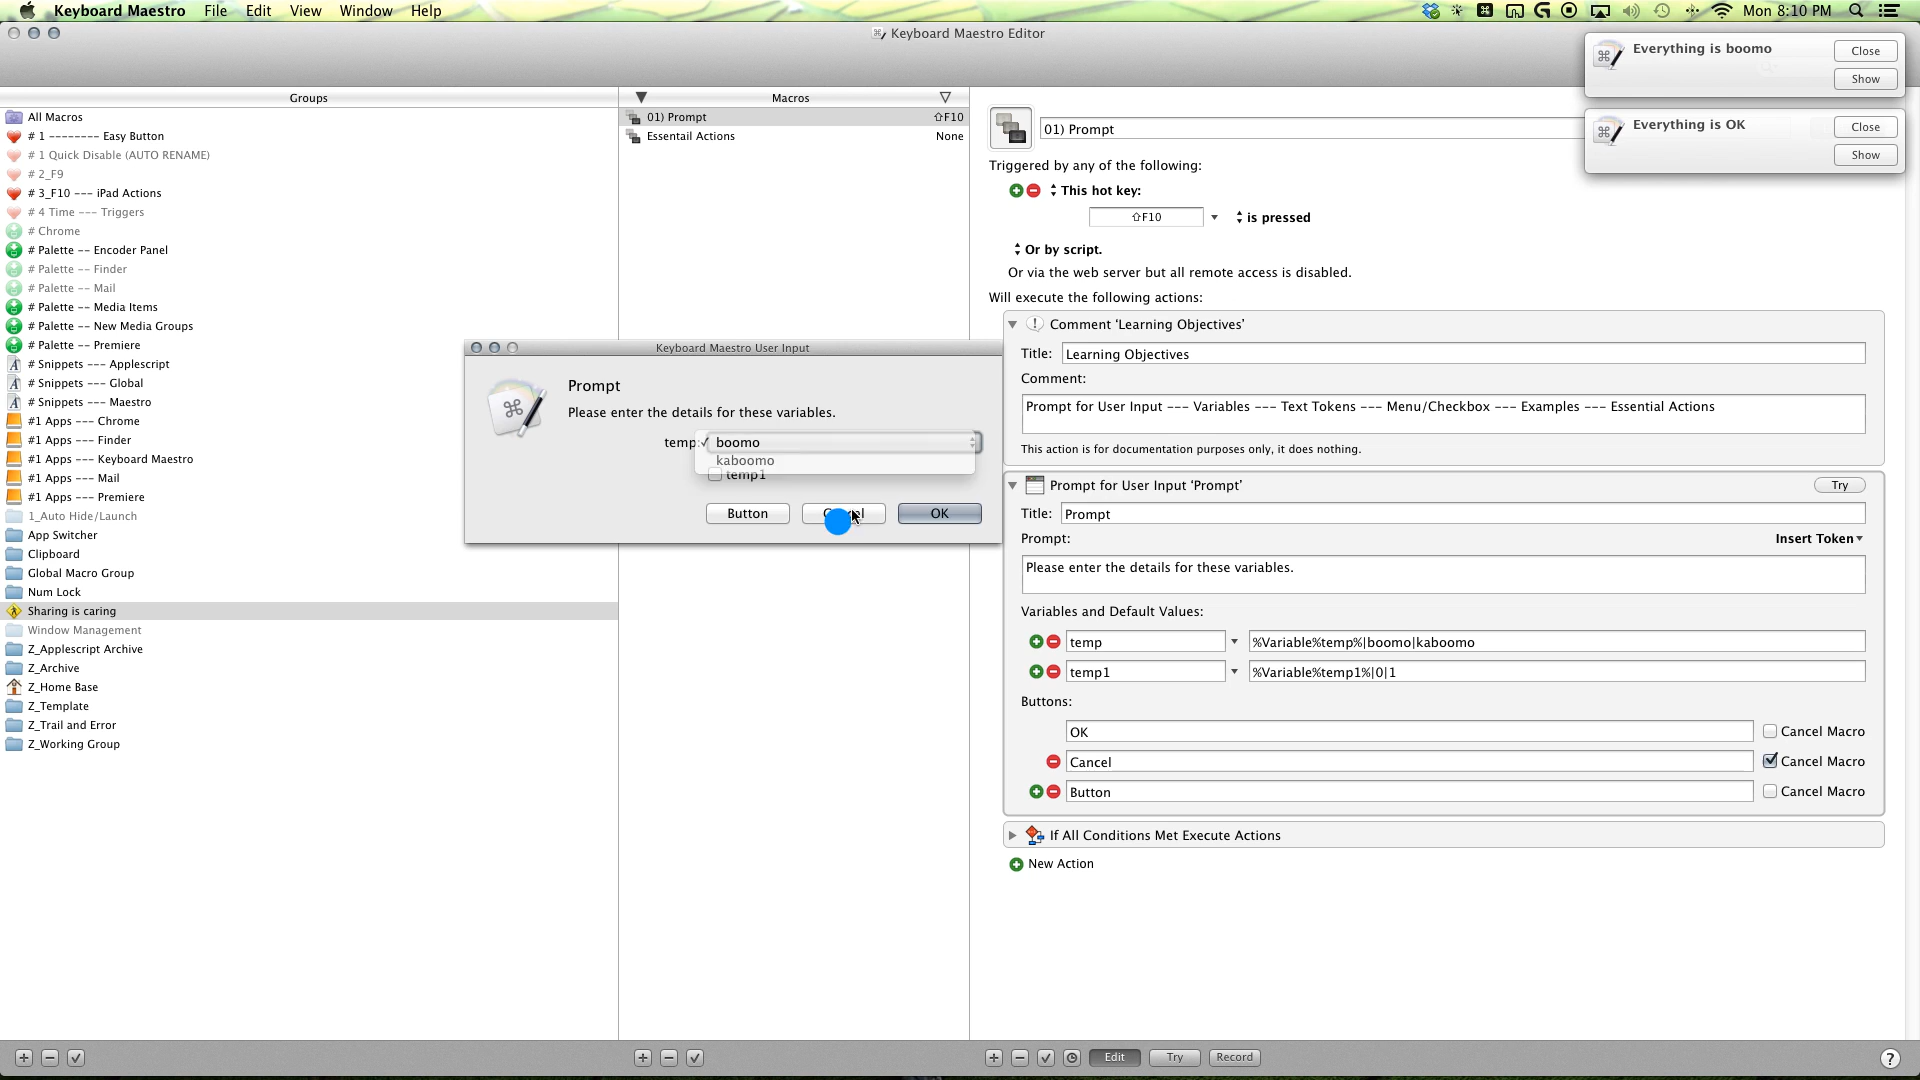 Keyboard Maestro File Edit View Window Help
Mon 8:10 PM
Keyboard Maestro Editor
Everything is boomo
Close
Show
Everything is OK
Close
Show
Groups
All Macros
# 1 -------- Easy Button
# 1 Quick Disable (AUTO RENAME)
# 2_F9
# 3_F10 --- iPad Actions
# 4 Time --- Triggers
# Chrome
# Palette -- Encoder Panel
# Palette -- Finder
# Palette -- Mail
# Palette -- Media Items
# Palette -- New Media Groups
# Palette -- Premiere
# Snippets --- Applescript
# Snippets --- Global
# Snippets --- Maestro
#1 Apps --- Chrome
#1 Apps --- Finder
#1 Apps --- Keyboard Maestro
#1 Apps --- Mail
#1 Apps --- Premiere
1_Auto Hide/Launch
App Switcher
Clipboard
Global Macro Group
Num Lock
Sharing is caring
Window Management
Z_Applescript Archive
Z_Archive
Z_Home Base
Z_Template
Z_Trail and Error
Z_Working Group
Macros
01) Prompt ⇧F10
Essentail Actions None
Keyboard Maestro User Input
Prompt
Please enter the details for these variables.
temp: ✓ boomo
kaboomo
temp1
Button OK
01) Prompt
Triggered by any of the following:
This hot key:
⇧F10 is pressed
Or by script.
Or via the web server but all remote access is disabled.
Will execute the following actions:
Comment ‘Learning Objectives’
Title: Learning Objectives
Comment:
Prompt for User Input --- Variables --- Text Tokens --- Menu/Checkbox --- Examples --- Essential Actions
This action is for documentation purposes only, it does nothing.
Prompt for User Input ‘Prompt’ Try
Title: Prompt
Prompt: Insert Token
Please enter the details for these variables.
Variables and Default Values:
temp %Variable%temp%|boomo|kaboomo
temp1 %Variable%temp1%|0|1
Buttons:
OK Cancel Macro
Cancel Cancel Macro
Button Cancel Macro
If All Conditions Met Execute Actions
New Action
Edit Try Record
?